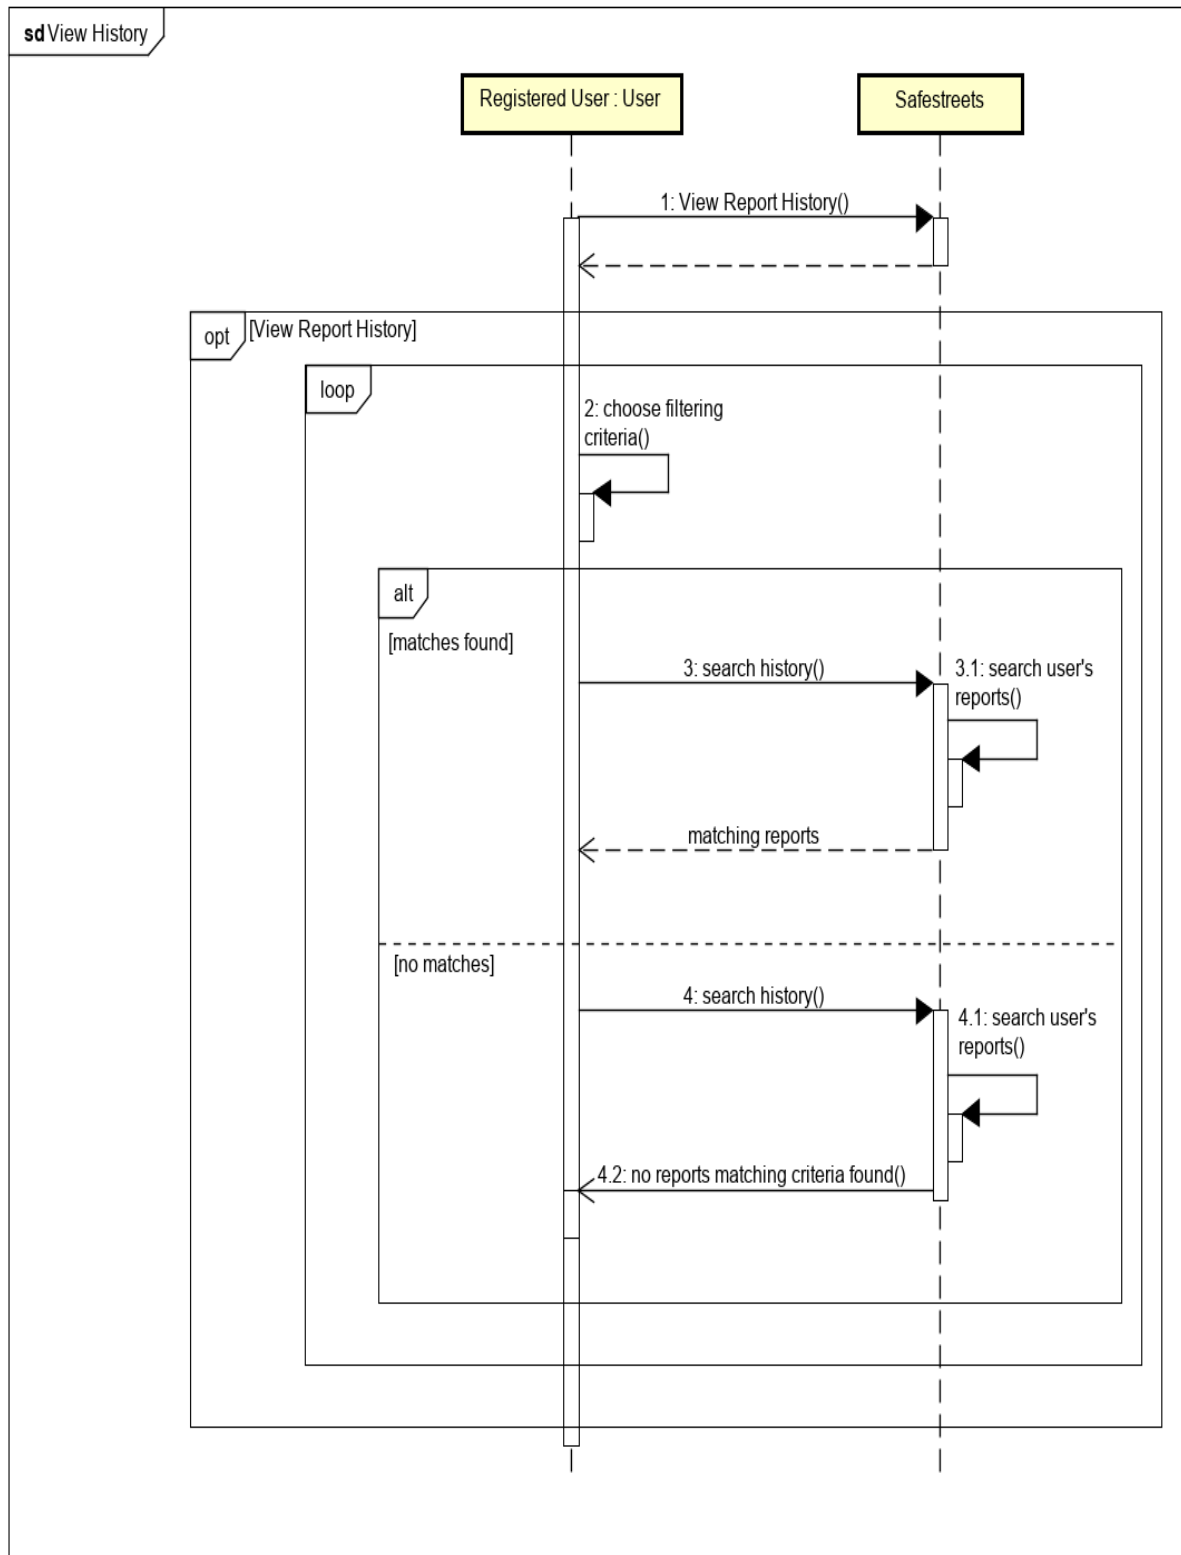 sd View History
Registered User : User
Safestreets
1: View Report History()
opt
[View Report History]
loop
2: choose filtering
criteria()
alt
[matches found]
3: search history()
3.1: search user's
reports()
matching reports
[no matches]
4: search history()
4.1: search user's
reports()
4.2: no reports matching criteria found()